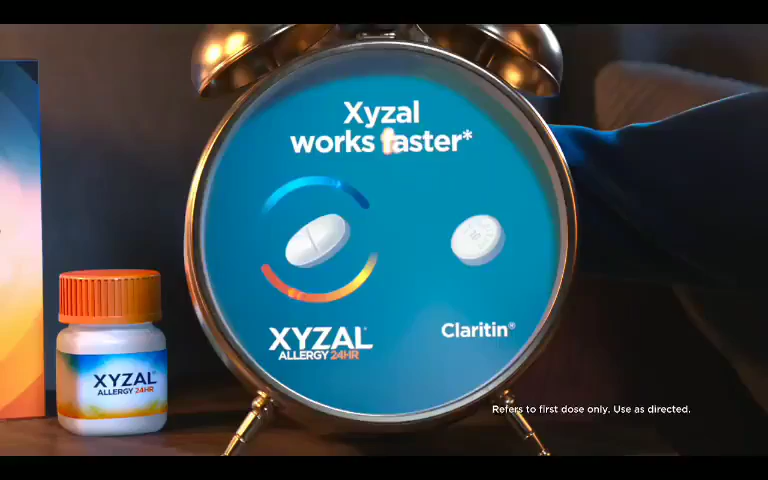 Xyzal
works faster*
XYZAL®
ALLERGY 24HR
Claritin®
XYZAL®
ALLERGY 24HR
Refers to first dose only. Use as directed.